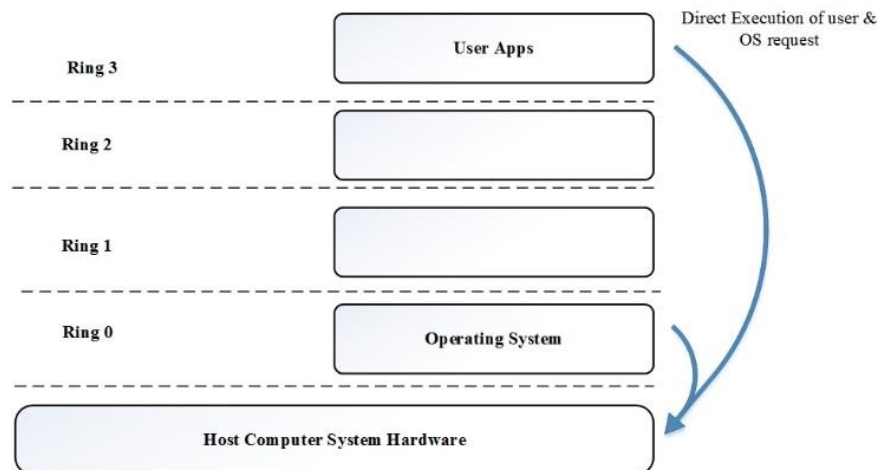 Direct Execution of user &
OS request
User Apps
Ring 3
Ring 2
Ring 1
Ring 0
Operating System
Host Computer System Hardware